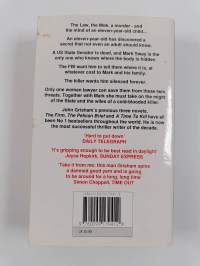 The Law, the Mob, a murder - and
the mind of an eleven-year-old child...
An eleven-year-old has discovered a
secret that not even an adult should know.
A US State Senator is dead, and Mark Sway is the
only one who knows where the body is hidden.
The FBI want him to tell them where it is, at
whatever cost to Mark and his family.
The killer wants him silenced forever.
Only one woman lawyer can save them from these two
threats. Together with Mark she must take on the might
of the State and the wiles of a cold-blooded killer.
John Grisham's previous three novels,
The Firm, The Pelican Brief and A Time To Kill have all
been No 1 bestsellers throughout the world. He is now
the most successful thriller writer of the decade.
'Hard to put down'
DAILY TELEGRAPH
'It's gripping enough to be best read in daylight'
Jayne Hopkirk, SUNDAY EXPRESS
'Take it from me: this man Grisham spins
a damned good yarn and is going
to be around for a long, long time'
Simon Chappell, TIME OUT